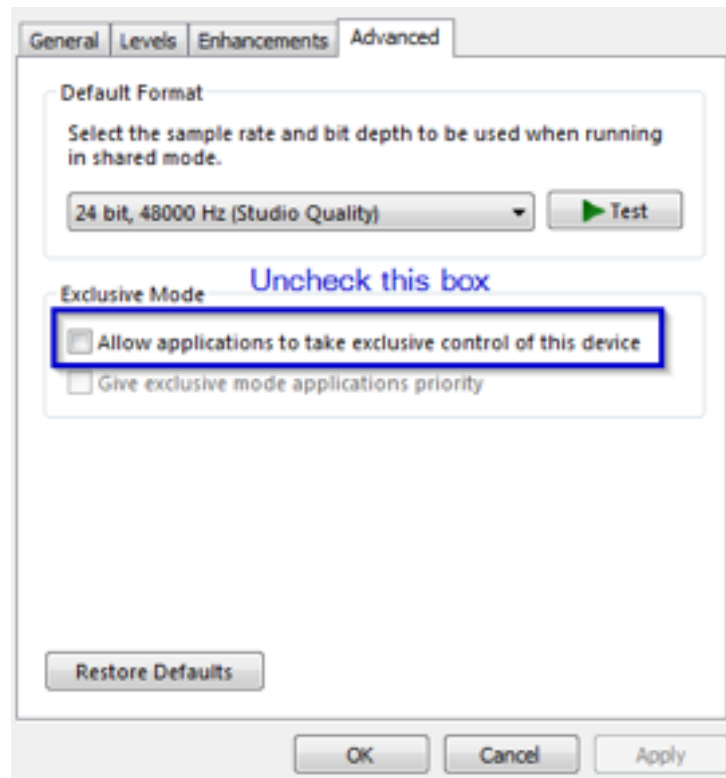 General Levels Enhancements Advanced
Default Format
Select the sample rate and bit depth to be used when running
in shared mode.
24 bit, 48000 Hz (Studio Quality) Test
Uncheck this box
Exclusive Mode
Allow applications to take exclusive control of this device
Give exclusive mode applications priority
Restore Defaults
OK Cancel Apply